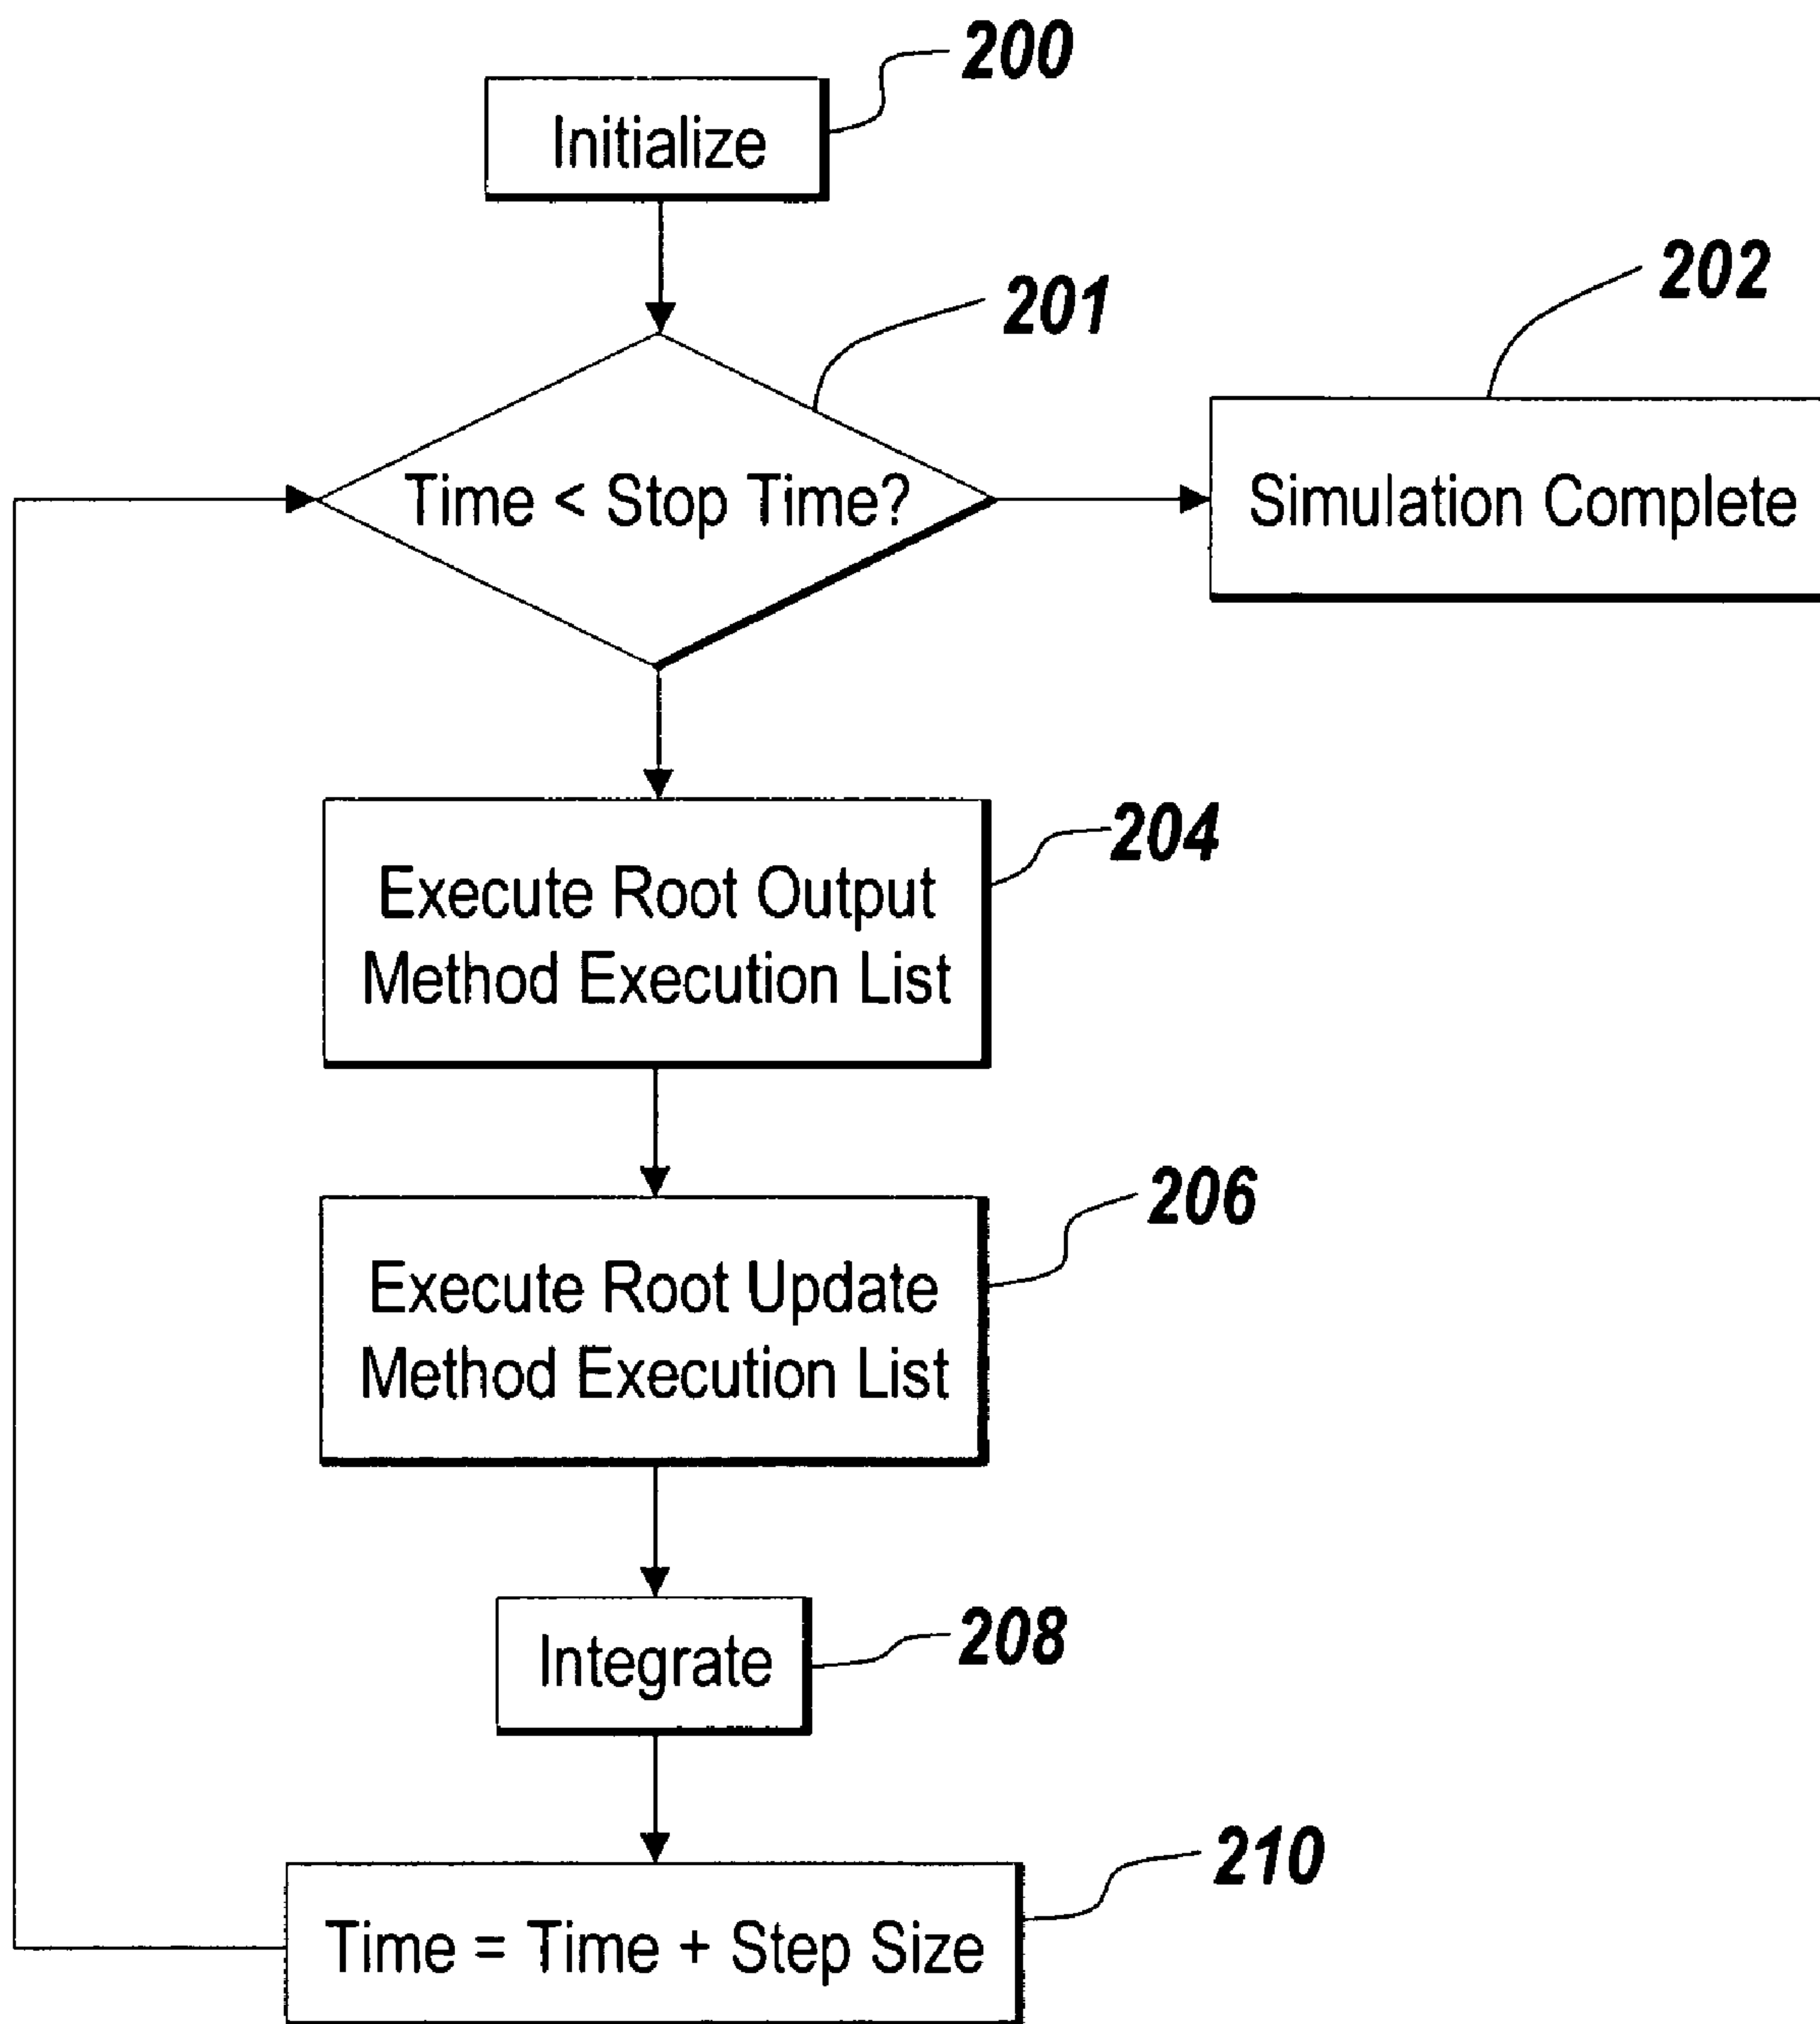 200
Initialize
201
202
Time < Stop Time?
Simulation Complete
204
Execute Root Output
Method Execution List
206
Execute Root Update
Method Execution List
208
Integrate
210
Time = Time + Step Size